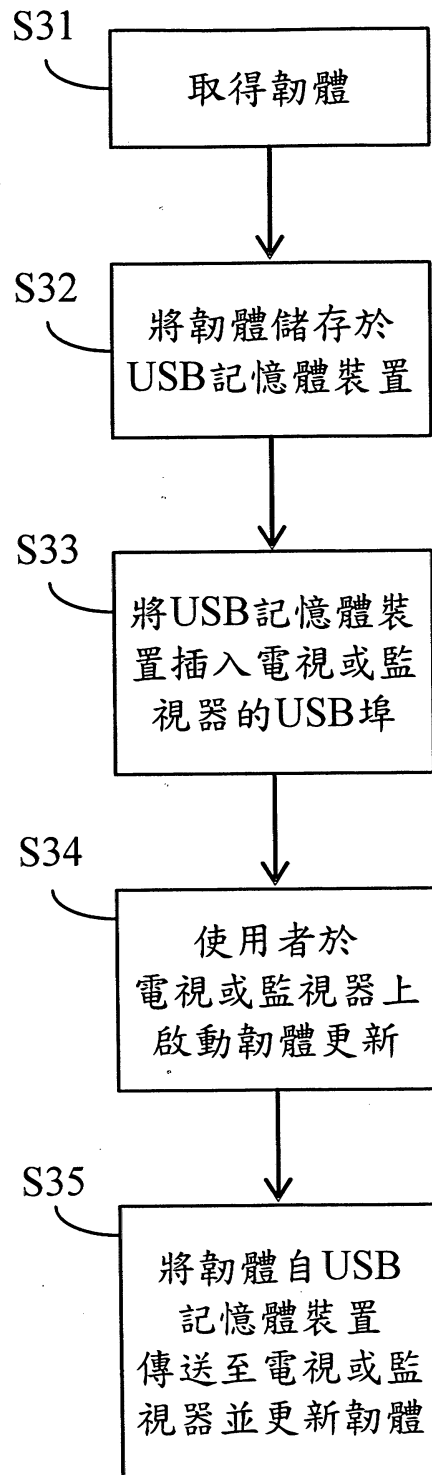 S31
取得韌體
S32
將韌體儲存於
USB記憶體裝置
S33
將USB記憶體裝
置插入電視或監
視器的USB埠
S34
使用者於
電視或監視器上
啟動韌體更新
S35
將韌體自USB
記憶體裝置
傳送至電視或監
視器並更新韌體